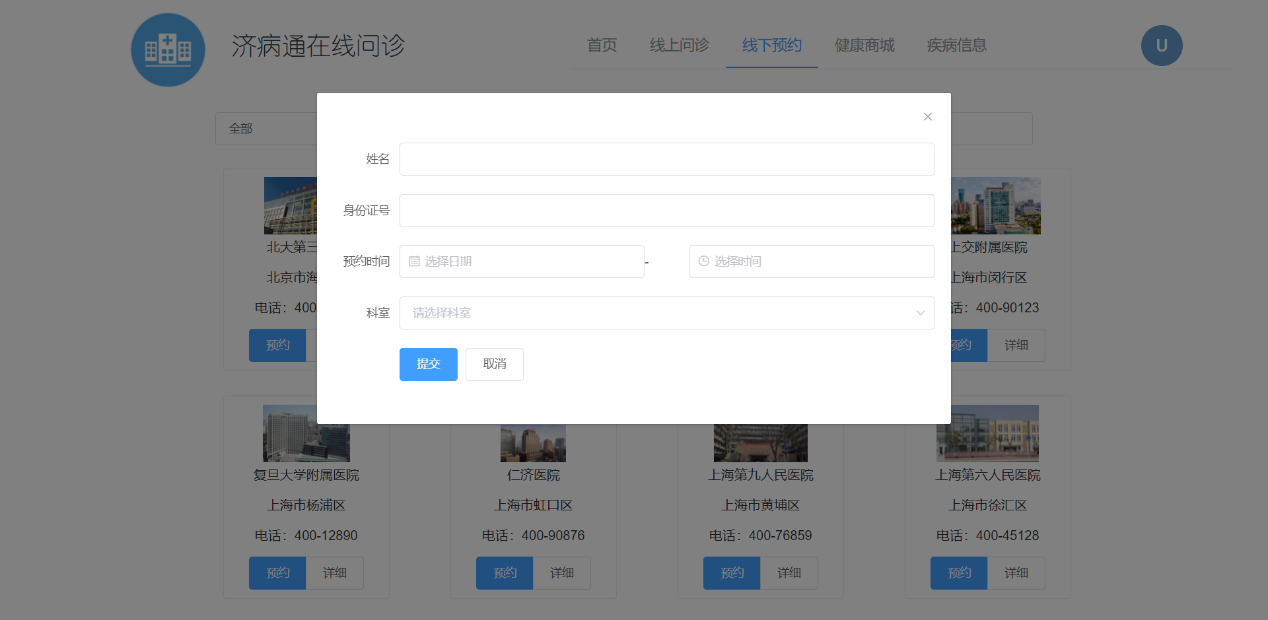 济病通在线问诊
首页 线上问诊 线下预约 健康商城 疾病信息
U
全部
姓名
身份证号
预约时间 选择日期 - 选择时间
科室 请选择科室
提交 取消
北大第三
北京市海
电话：400
预约
上交附属医院
上海市闵行区
话：400-90123
预约 详细
复旦大学附属医院
上海市杨浦区
电话：400-12890
预约 详细
仁济医院
上海市虹口区
电话：400-90876
预约 详细
上海第九人民医院
上海市黄埔区
电话：400-76859
预约 详细
上海第六人民医院
上海市徐汇区
电话：400-45128
预约 详细